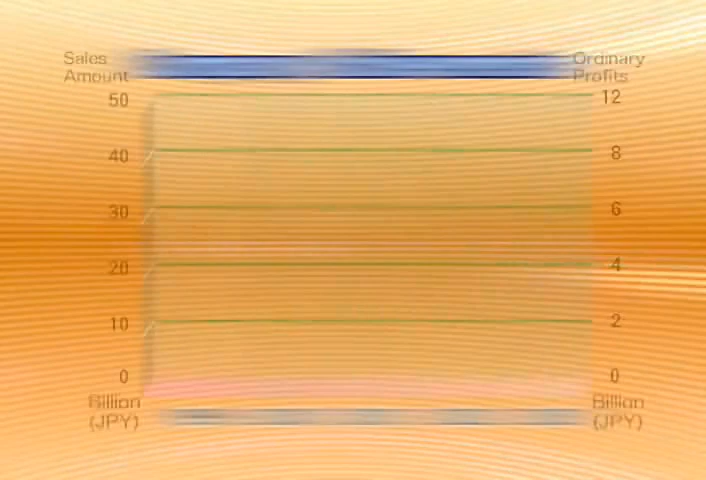 Sales
Amount
Ordinary
Profits
50
12
40
8
30
6
20
4
10
2
0
0
Billion
(JPY)
Billion
(JPY)